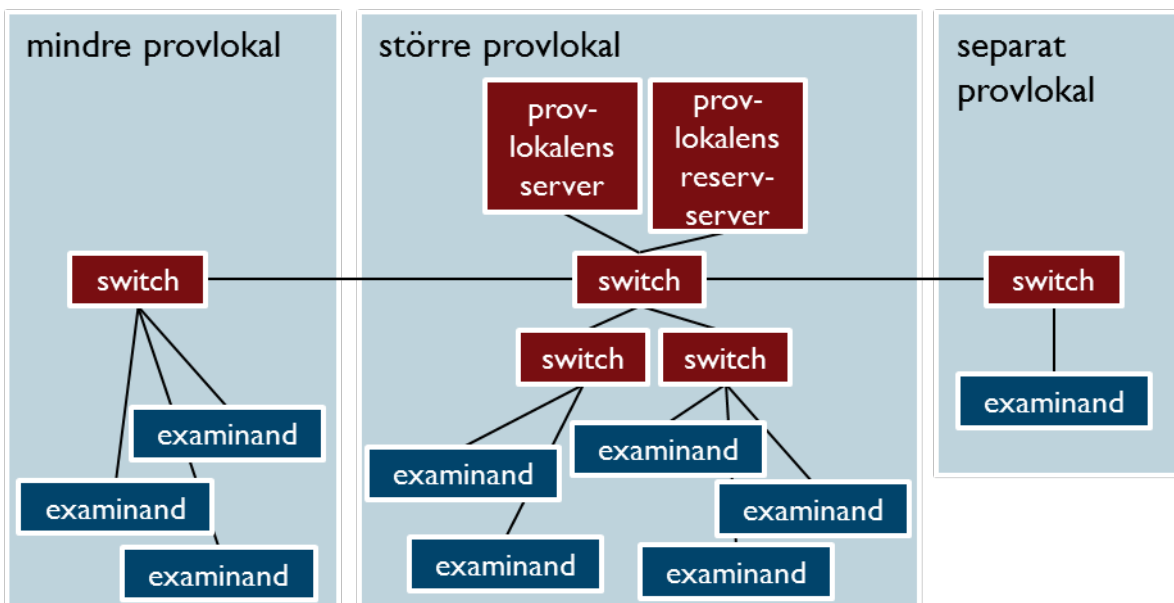 mindre provlokal
större provlokal
separat
provlokal
prov-
lokalens
server
prov-
lokalens
reserv-
server
switch
switch
switch
switch
switch
examinand
examinand
examinand
examinand
examinand
examinand
examinand
examinand
examinand